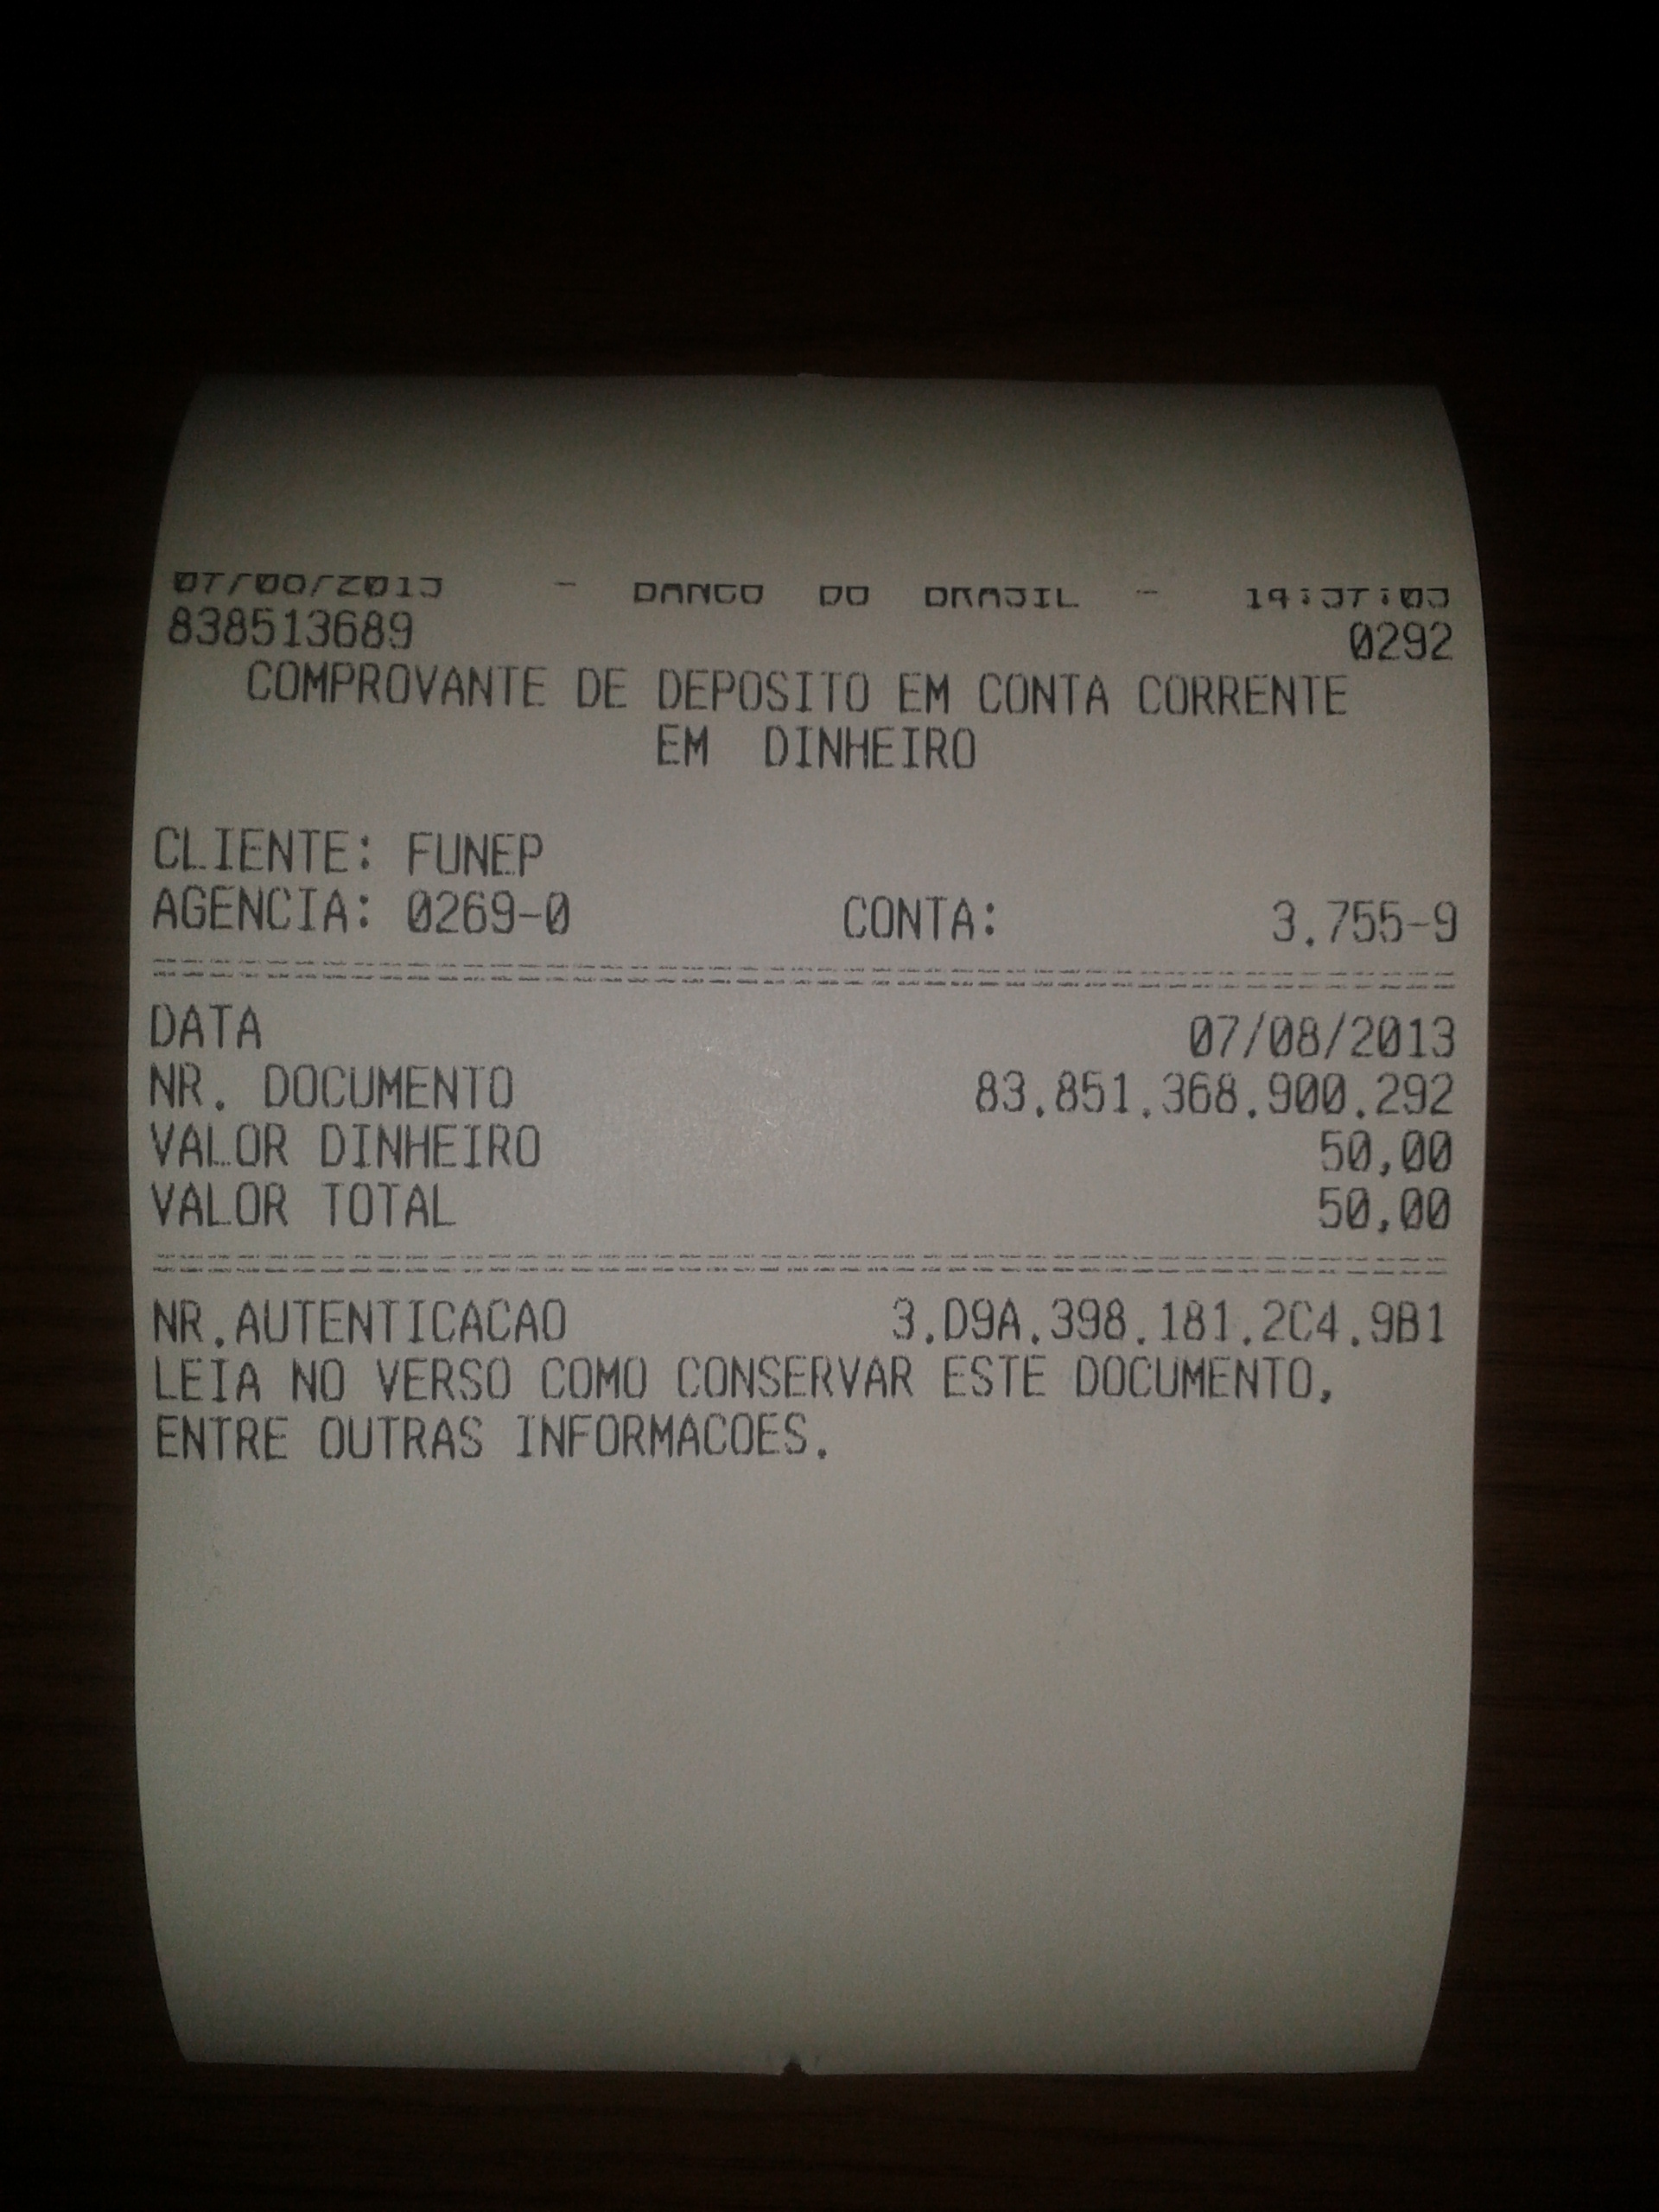 07/08/2013 - BANCO DO BRASIL -
838513689 0292
COMPROVANTE DE DEPOSITO EM CONTA CORRENTE
EM DINHEIRO
CLIENTE: FUNEP
AGENCIA: 0269-0 CONTA: 3.755-9
DATA 07/08/2013
NR. DOCUMENTO 83.851.368.900.292
VALOR DINHEIRO 50,00
VALOR TOTAL 50,00
NR.AUTENTICACAO 3.D9A.398.181.2C4.9B1
LEIA NO VERSO COMO CONSERVAR ESTE DOCUMENTO,
ENTRE OUTRAS INFORMACOES.